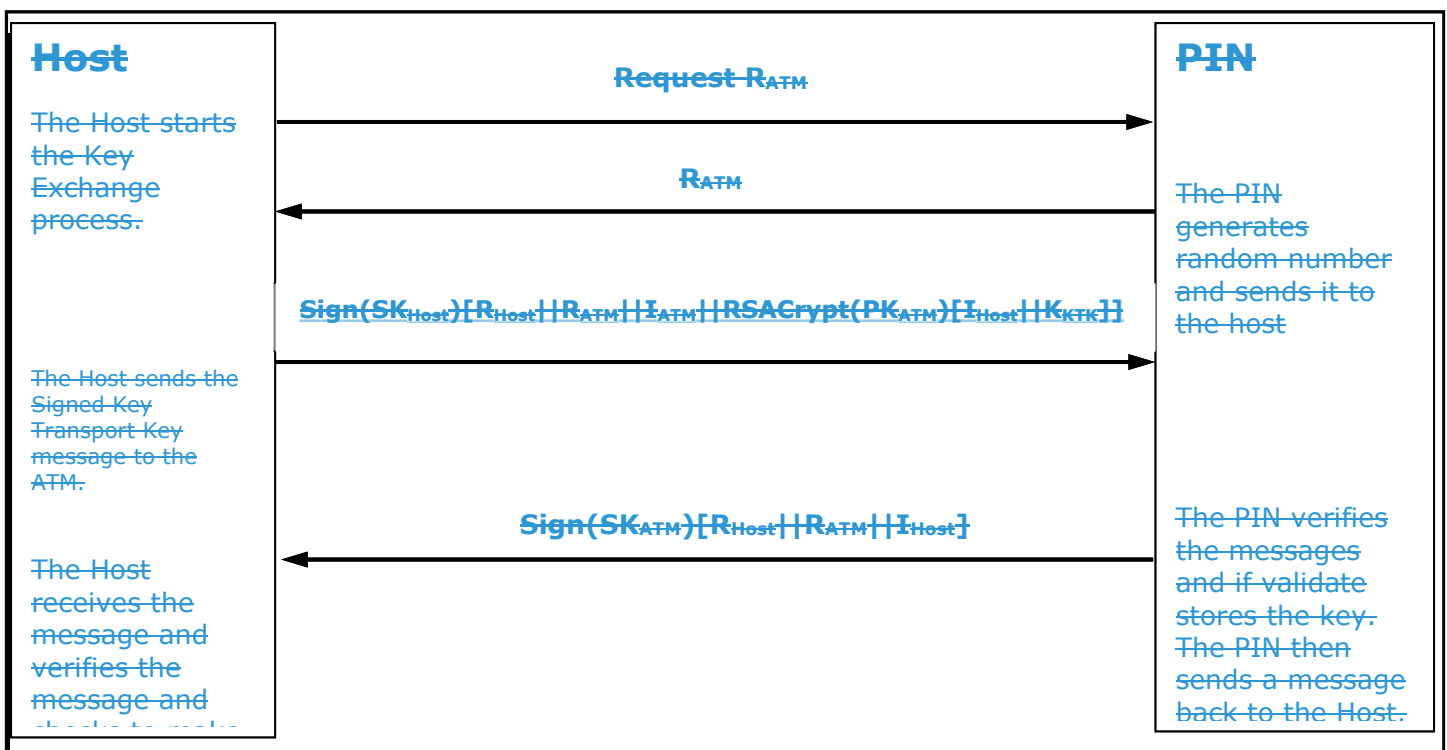 Host
The Host starts
the Key
Exchange
process.
The Host sends the
Signed Key
Transport Key
message to the
ATM.
The Host
receives the
message and
verifies the
message and
checks to make
Request RATM
RATM
Sign(SKHost)[RHost||RATM||IATM||RSACrypt(PKATM)[IHost||KKTK]]
Sign(SKATM)[RHost||RATM||IHost]
PIN
The PIN
generates
random number
and sends it to
the host
The PIN verifies
the messages
and if validate
stores the key.
The PIN then
sends a message
back to the Host.